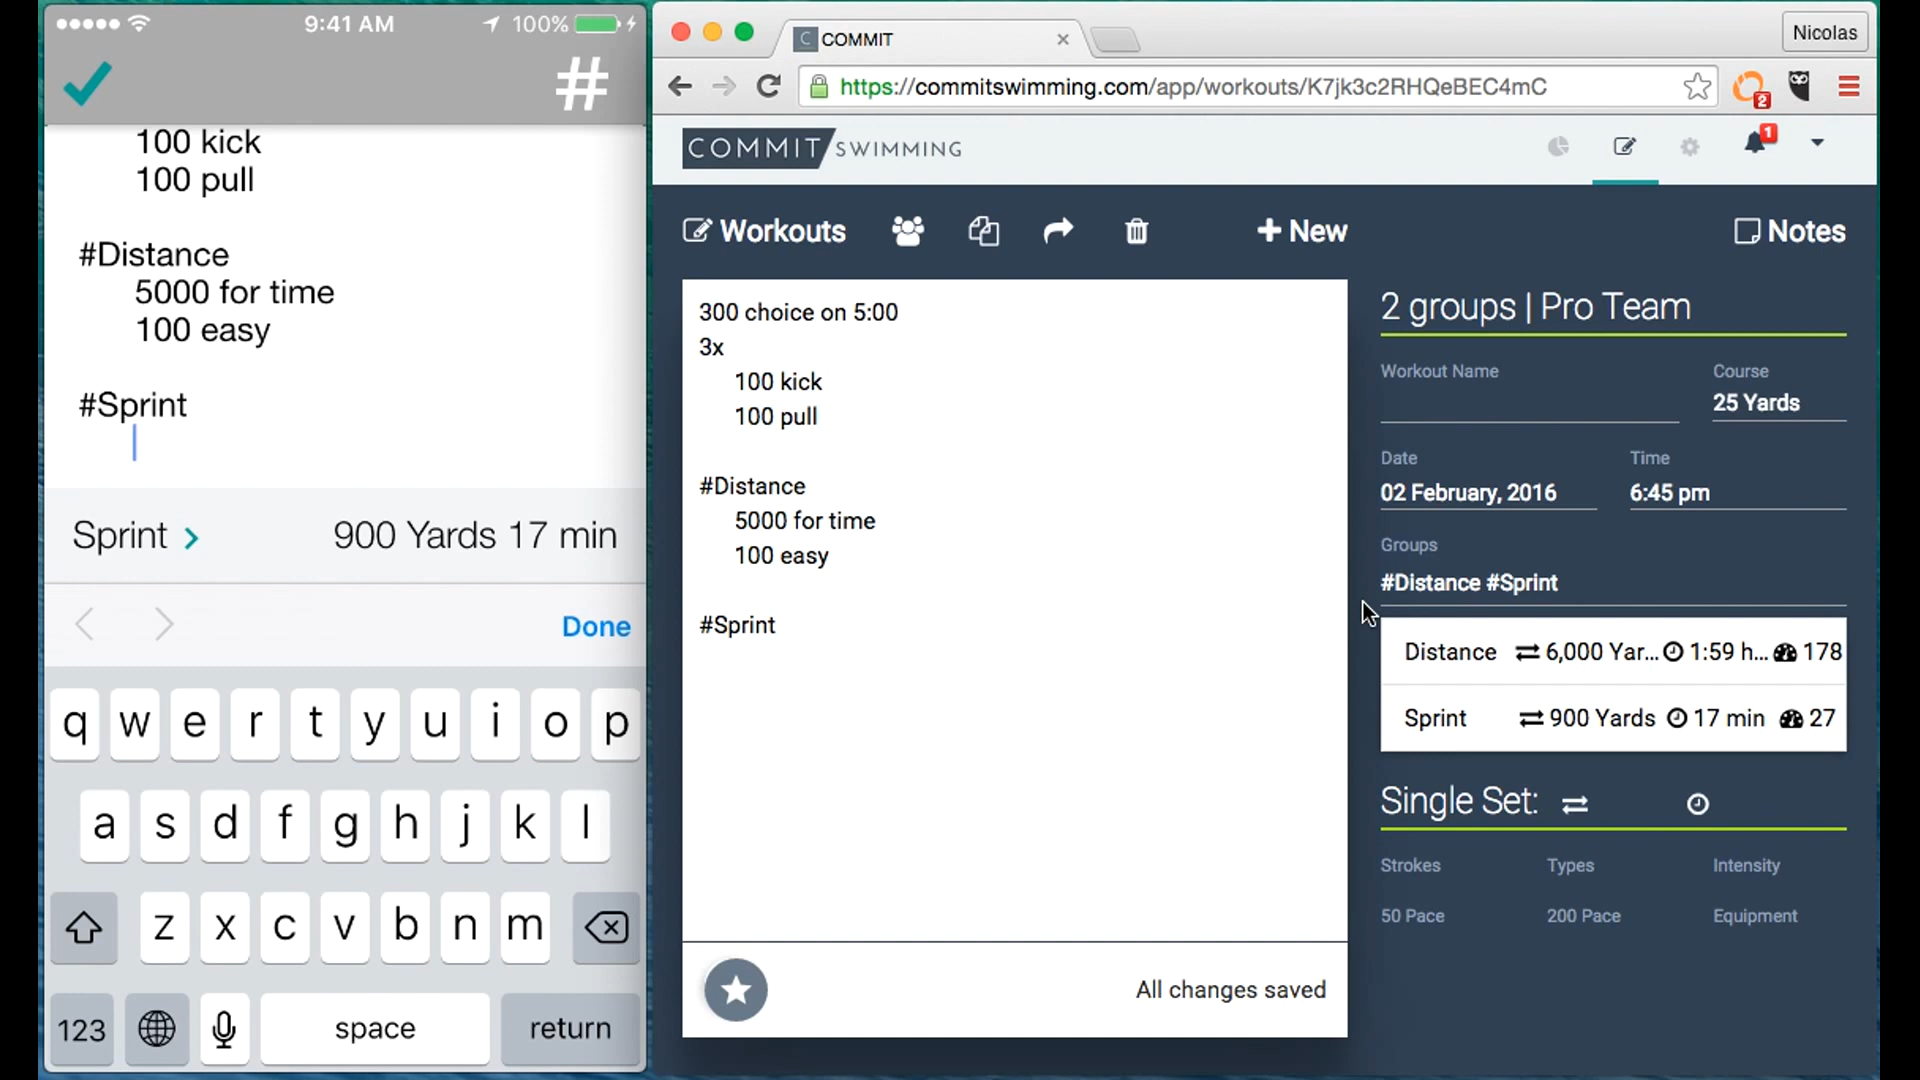 9:41 AM
100%
#
100 kick
100 pull
#Distance
5000 for time
100 easy
#Sprint
Sprint > 900 Yards 17 min
Done
q w e r t y u i o p
a s d f g h j k l
z x c v b n m
123 space return
C COMMIT
Nicolas
https://commitswimming.com/app/workouts/K7jk3c2RHQeBEC4mC
2
COMMIT SWIMMING
1
Workouts
+ New
Notes
300 choice on 5:00
3x
100 kick
100 pull
#Distance
5000 for time
100 easy
#Sprint
All changes saved
2 groups | Pro Team
Workout Name Course
25 Yards
Date Time
02 February, 2016 6:45 pm
Groups
#Distance #Sprint
Distance 6,000 Yar... 1:59 h... 178
Sprint 900 Yards 17 min 27
Single Set:
Strokes Types Intensity
50 Pace 200 Pace Equipment